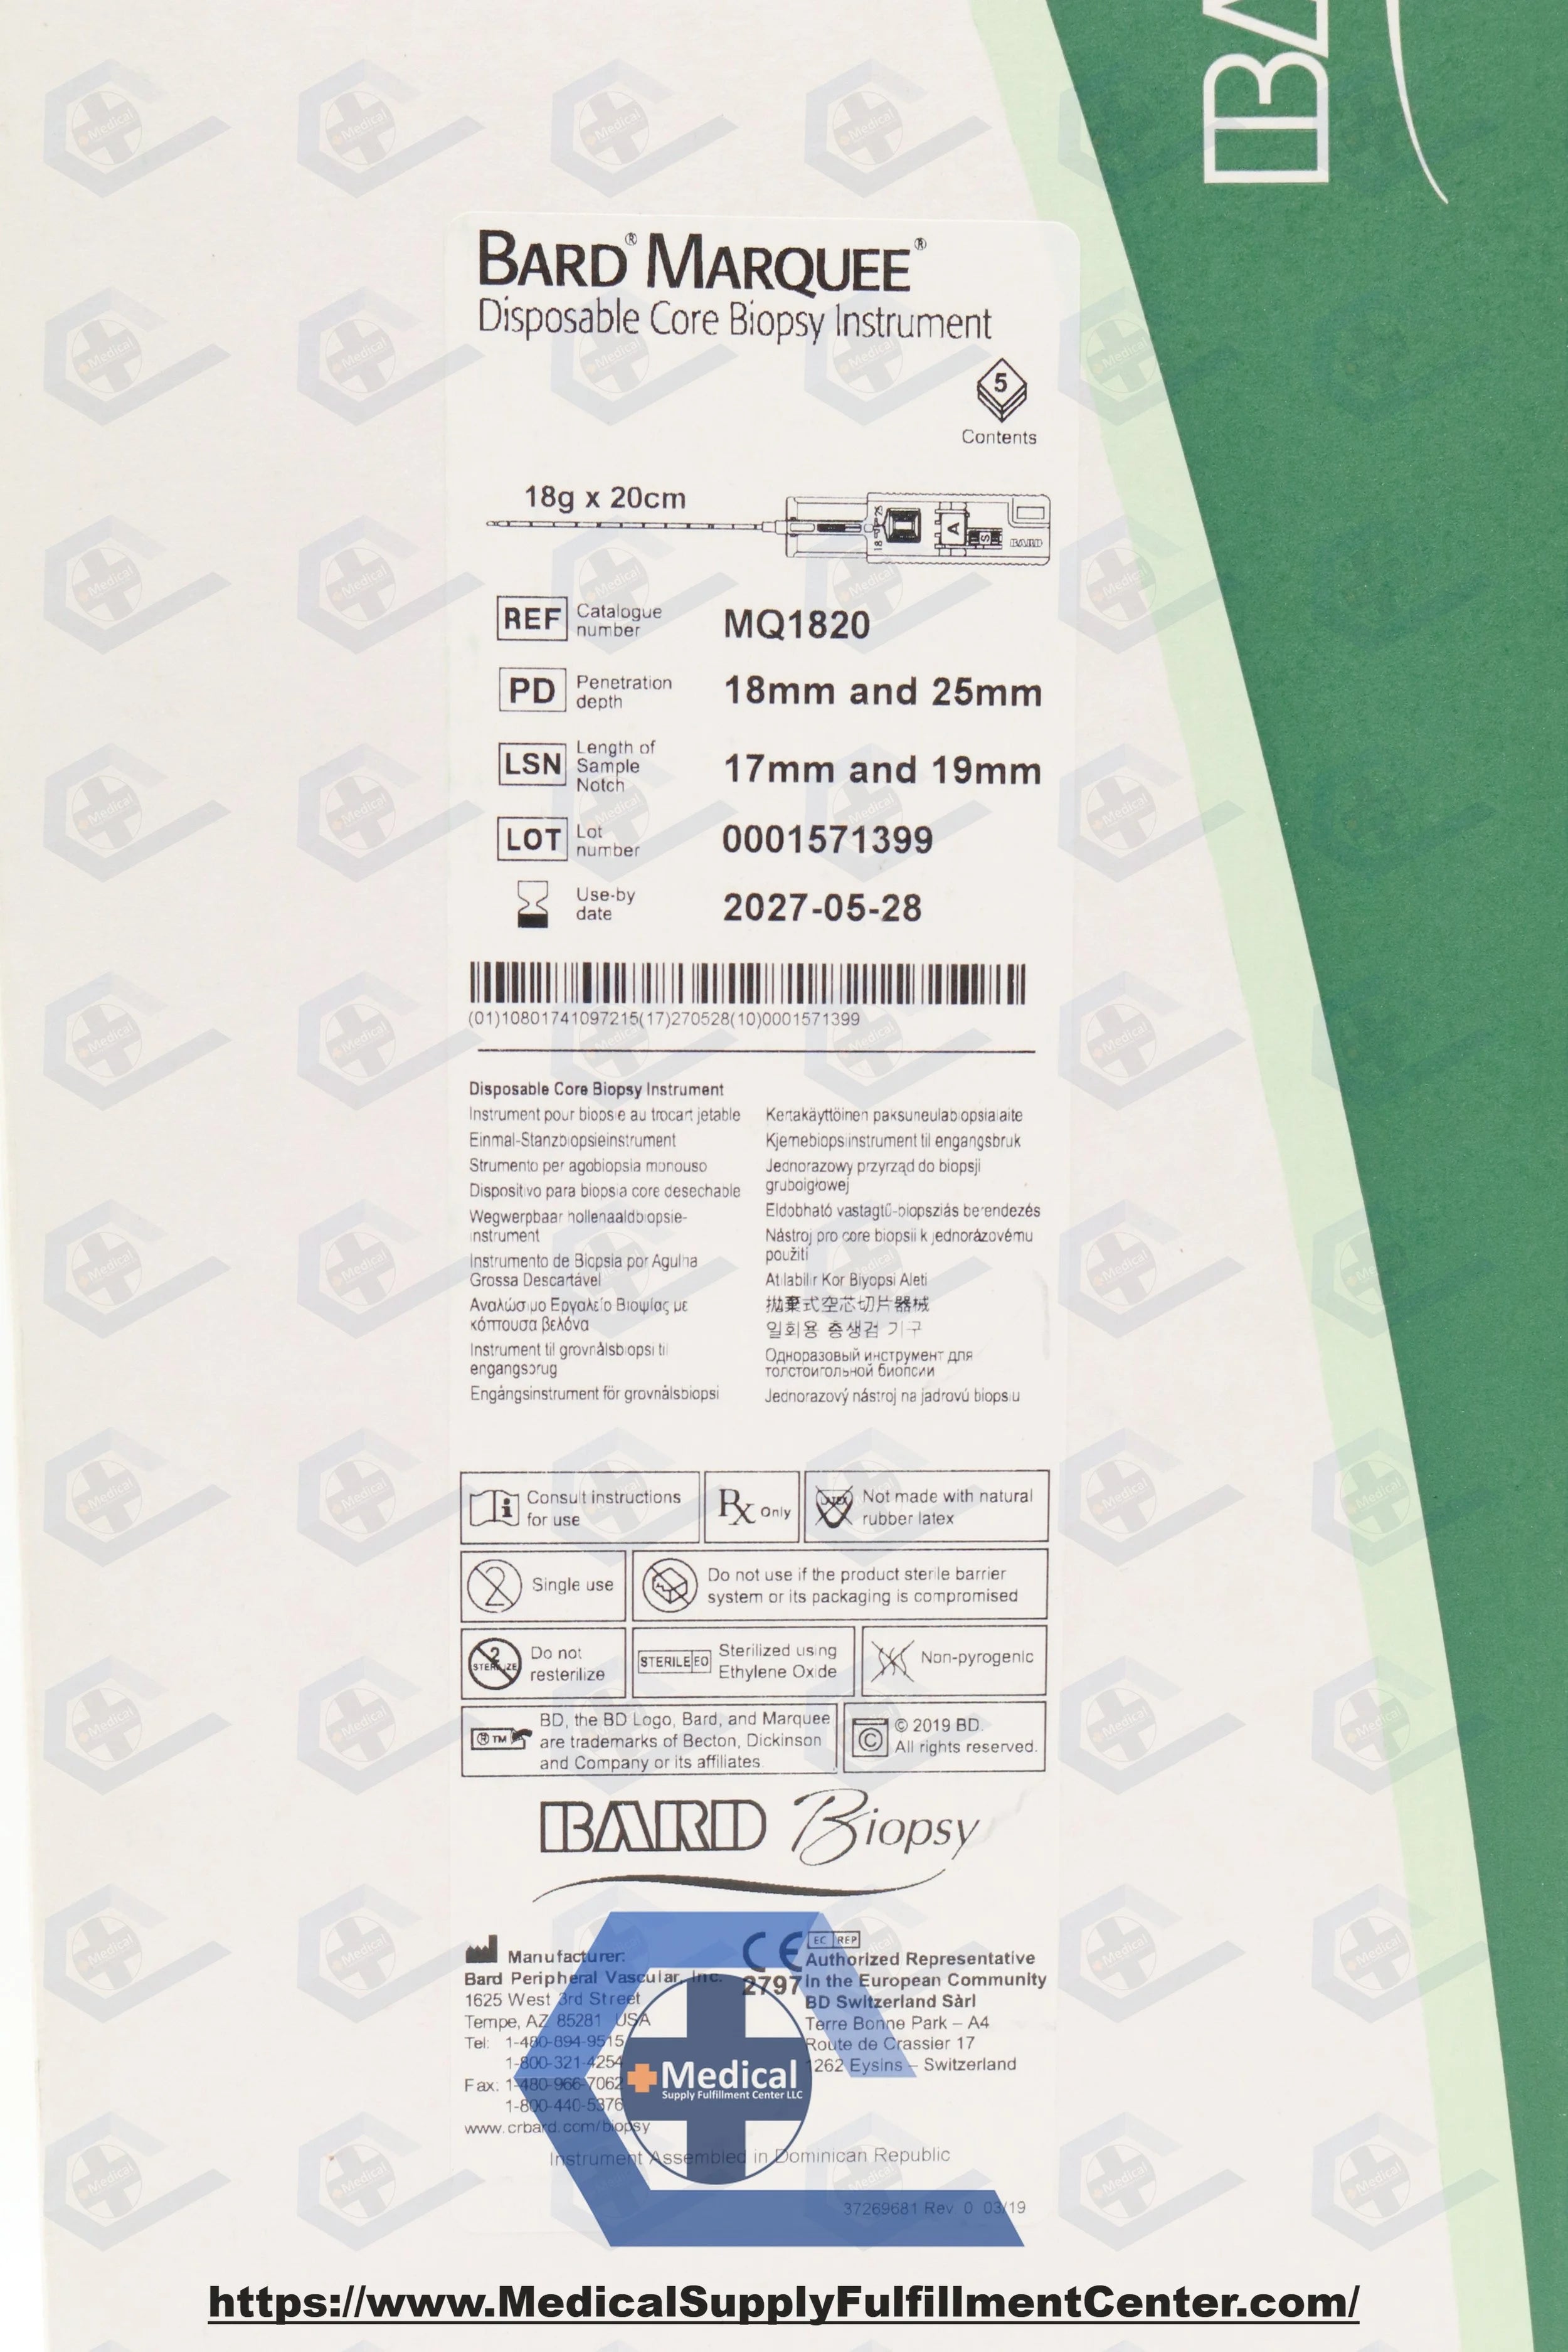 BARD® MARQUEE®
Disposable Core Biopsy Instrument
5
Contents
18g x 20cm
18
25
A
S
BARD
REF Catalogue number MQ1820
PD Penetration depth 18mm and 25mm
LSN Length of Sample Notch 17mm and 19mm
LOT Lot number 0001571399
Use-by date 2027-05-28
(01)10801741097215(17)270528(10)0001571399
Disposable Core Biopsy Instrument
Instrument pour biopsie au trocart jetable
Einmal-Stanzbiopsieinstrument
Strumento per agobiopsia monouso
Dispositivo para biopsia core desechable
Wegwerpbaar hollenaaldbiopsie-
instrument
Instrumento de Biopsia por Agulha
Grossa Descartável
Αναλώσιμο Εργαλείο Βιοψίας με
κόπτουσα βελόνα
Instrument til grovnålsbiopsi til
engangsbrug
Engångsinstrument för grovnålsbiopsi
Kertakäyttöinen paksuneulabiopsialaite
Kjernebiopsiinstrument til engangsbruk
Jednorazowy przyrząd do biopsji
gruboigłowej
Eldobható vastagtű-biopsziás berendezés
Nástroj pro core biopsii k jednorázovému
použití
Atılabilir Kor Biyopsi Aleti
拋棄式空芯切片器械
일회용 총생검 기구
Одноразовый инструмент для
толстоигольной биопсии
Jednorazový nástroj na jadrovú biopsiu
Consult instructions
for use
Rx Only
LATEX
Not made with natural
rubber latex
2
Single use
Do not use if the product sterile barrier
system or its packaging is compromised
2
STERILIZE
Do not
resterilize
STERILE EO
Sterilized using
Ethylene Oxide
Non-pyrogenic
® TM
BD, the BD Logo, Bard, and Marquee
are trademarks of Becton, Dickinson
and Company or its affiliates.
©
© 2019 BD.
All rights reserved.
BARD Biopsy
Manufacturer:
Bard Peripheral Vascular, Inc.
1625 West 3rd Street
Tempe, AZ 85281 USA
Tel: 1-480-894-9515
1-800-321-4254
Fax: 1-480-966-7062
1-800-440-5376
www.crbard.com/biopsy
CE
2797
EC REP
Authorized Representative
in the European Community
BD Switzerland Sàrl
Terre Bonne Park – A4
Route de Crassier 17
1262 Eysins – Switzerland
Instrument Assembled in Dominican Republic
37269681 Rev. 0 03/19
Medical
Supply Fulfillment Center LLC
https://www.MedicalSupplyFulfillmentCenter.com/